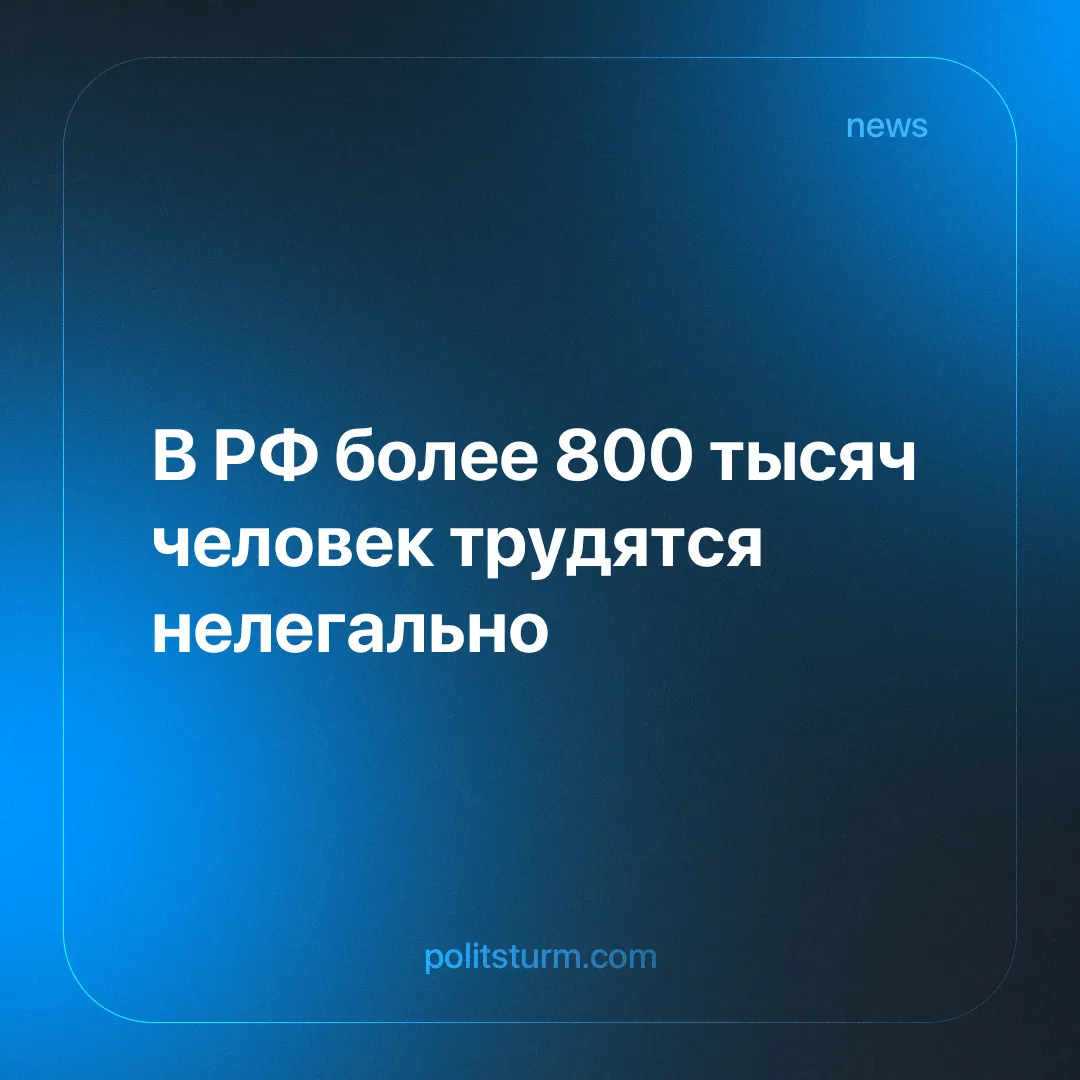 news
В РФ более 800 тысяч
человек трудятся
нелегально
politsturm.com